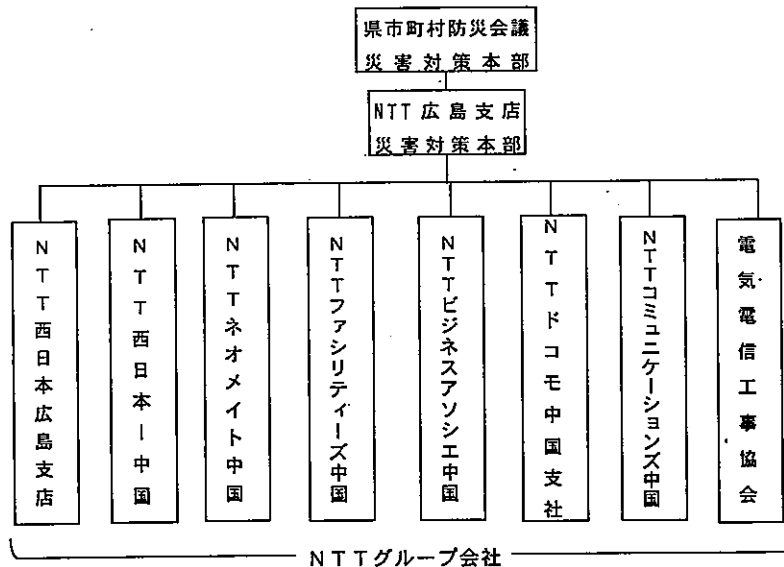 県市町村防災会議
災害対策本部
NTT広島支店
災害対策本部
NTT西日本広島支店
NTT西日本ー中国
NTTネオメイト中国
NTTファシリティーズ中国
NTTビジネスアソシエ中国
NTTドコモ中国支社
NTTコミュニケーションズ中国
電気電信工事協会
NTTグループ会社